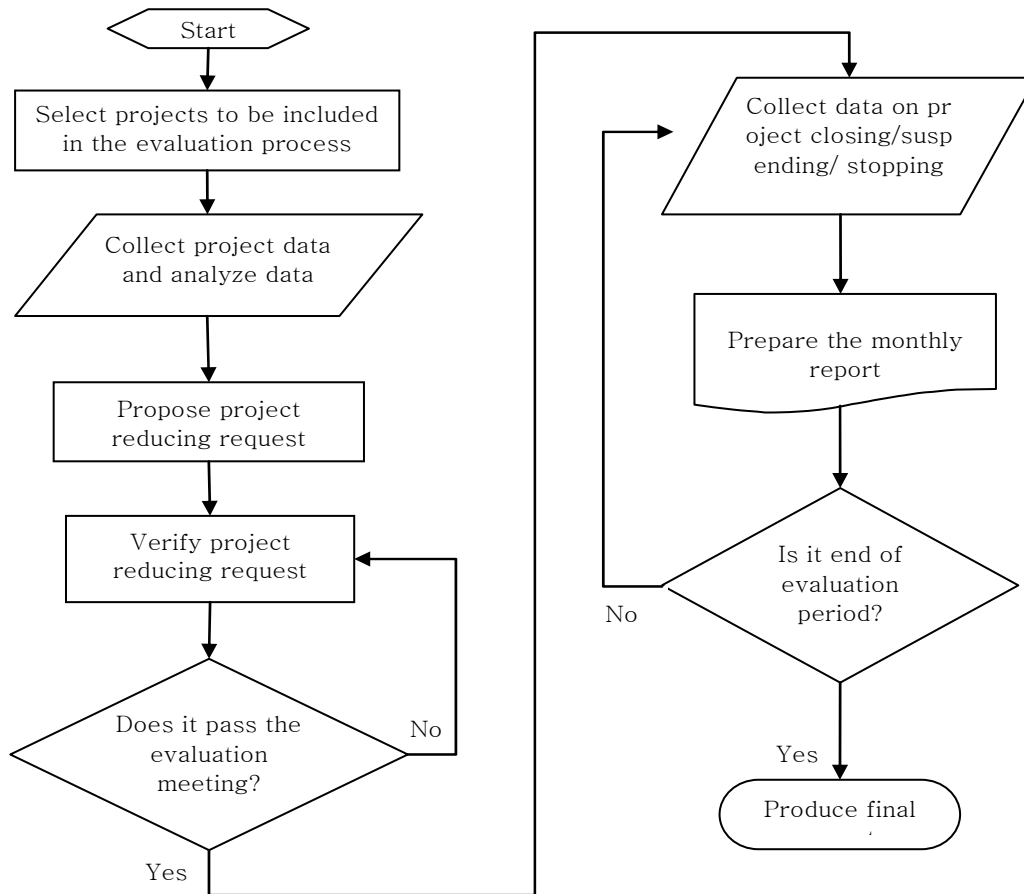 Start
Select projects to be included
in the evaluation process
Collect project data
and analyze data
Propose project
reducing request
Verify project
reducing request
Does it pass the
evaluation
meeting?
No
Yes
Collect data on pr
oject closing/susp
ending/ stopping
Prepare the monthly
report
Is it end of
evaluation
period?
No
Yes
Produce final